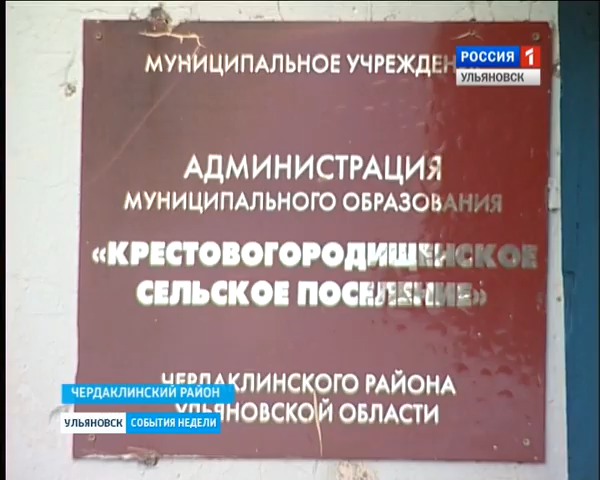 МУНИЦИПАЛЬНОЕ УЧРЕЖДЕНИ
РОССИЯ 1
УЛЬЯНОВСК
АДМИНИСТРАЦИЯ
МУНИЦИПАЛЬНОГО ОБРАЗОВАНИЯ
«КРЕСТОВОГОРОДИЩЕНСКОЕ
СЕЛЬСКОЕ ПОСЕЛЕНИЕ»
ЧЕРДАКЛИНСКОГО РАЙОНА
УЛЬЯНОВСКОЙ ОБЛАСТИ
ЧЕРДАКЛИНСКИЙ РАЙОН
УЛЬЯНОВСК СОБЫТИЯ НЕДЕЛИ